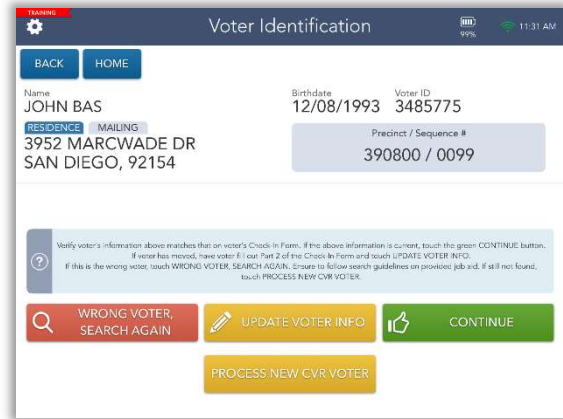 TRAINING
Voter Identification
99%
11:31 AM
BACK
HOME
Name
JOHN BAS
Birthdate
12/08/1993
Voter ID
3485775
RESIDENCE
MAILING
3952 MARCWADE DR
SAN DIEGO, 92154
Precinct / Sequence #
390800 / 0099
Verify voter's information above matches that on voter's Check-In Form. If the above information is current, touch the green CONTINUE button.
If voter has moved, have voter fill out Part 2 of the Check-In Form and touch UPDATE VOTER INFO.
If this is the wrong voter, touch WRONG VOTER, SEARCH AGAIN. Ensure to follow search guidelines on provided job aid. If still not found,
touch PROCESS NEW CVR VOTER.
?
WRONG VOTER,
SEARCH AGAIN
UPDATE VOTER INFO
CONTINUE
PROCESS NEW CVR VOTER